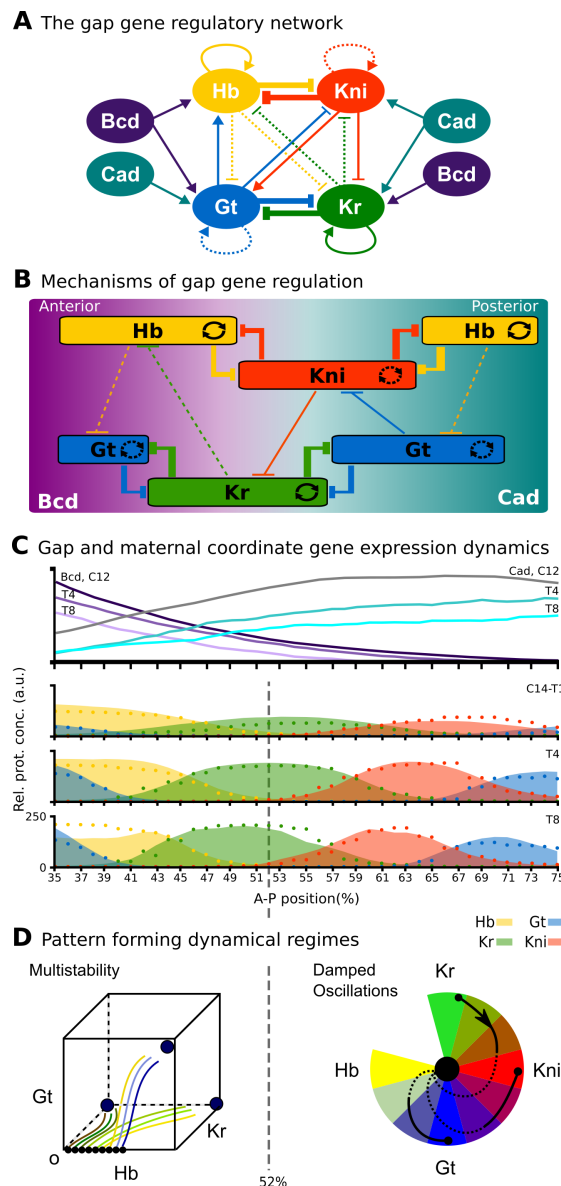 A The gap gene regulatory network
Hb
Kni
Bcd
Cad
Cad
Bcd
Gt
Kr
B Mechanisms of gap gene regulation
Anterior
Posterior
Hb
Hb
Kni
Gt
Gt
Kr
Bcd
Cad
C Gap and maternal coordinate gene expression dynamics
Bcd, C12
Cad, C12
T4
T4
T8
T8
Rel. prot. conc. (a.u.)
C14-T1
T4
250
T8
0
35 37 39 41 43 45 47 49 51 53 55 57 59 61 63 65 67 69 71 73 75
A-P position(%)
Hb
Gt
Kr
Kni
D Pattern forming dynamical regimes
Multistability
Damped
Oscillations
Kr
Hb
Kni
Gt
Gt
Kr
o
Hb
52%